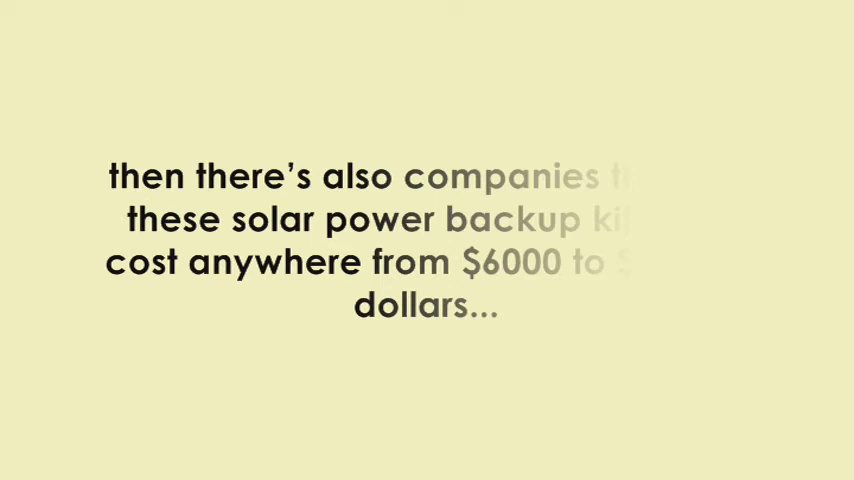 then there's also companies
these solar power backup
cost anywhere from $6000 to
dollars...